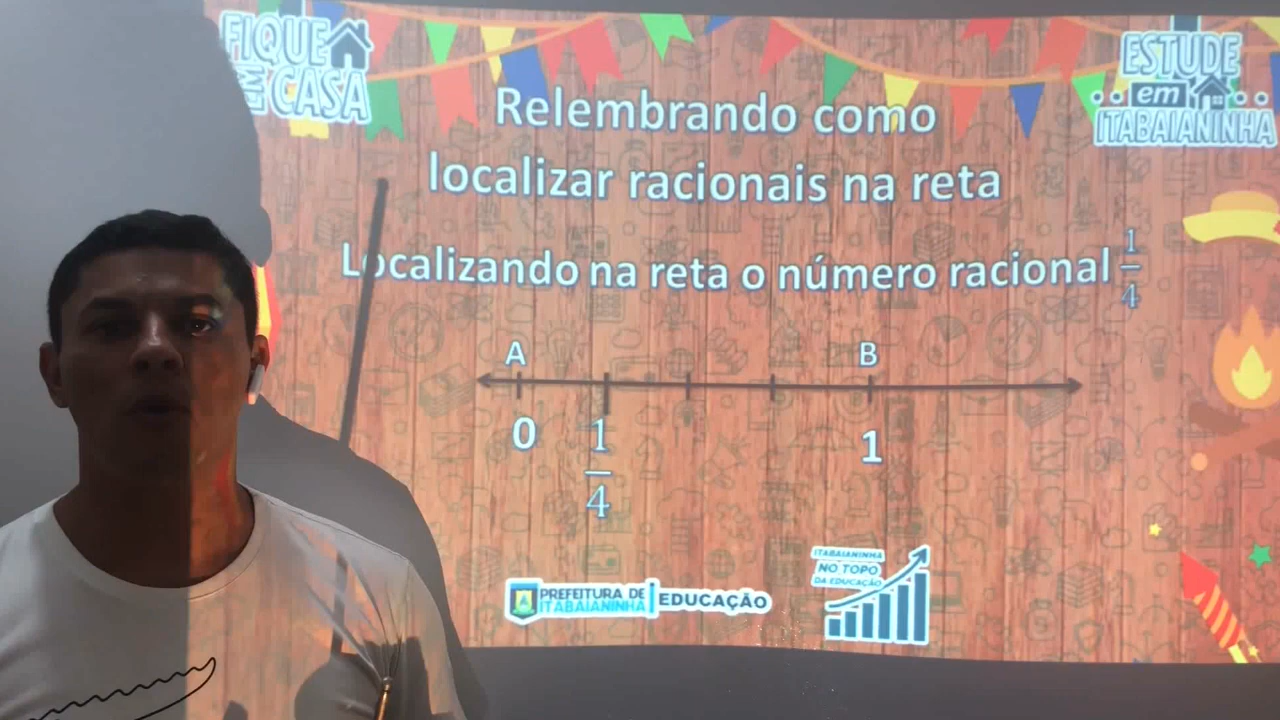 FIQUE
EM CASA
ESTUDE
em
ITABAIANINHA
Relembrando como
localizar racionais na reta
Localizando na reta o número racional 1/4
A B
0 1/4 1
PREFEITURA DE
ITABAIANINHA
EDUCAÇÃO
ITABAIANINHA
NO TOPO
DA EDUCAÇÃO